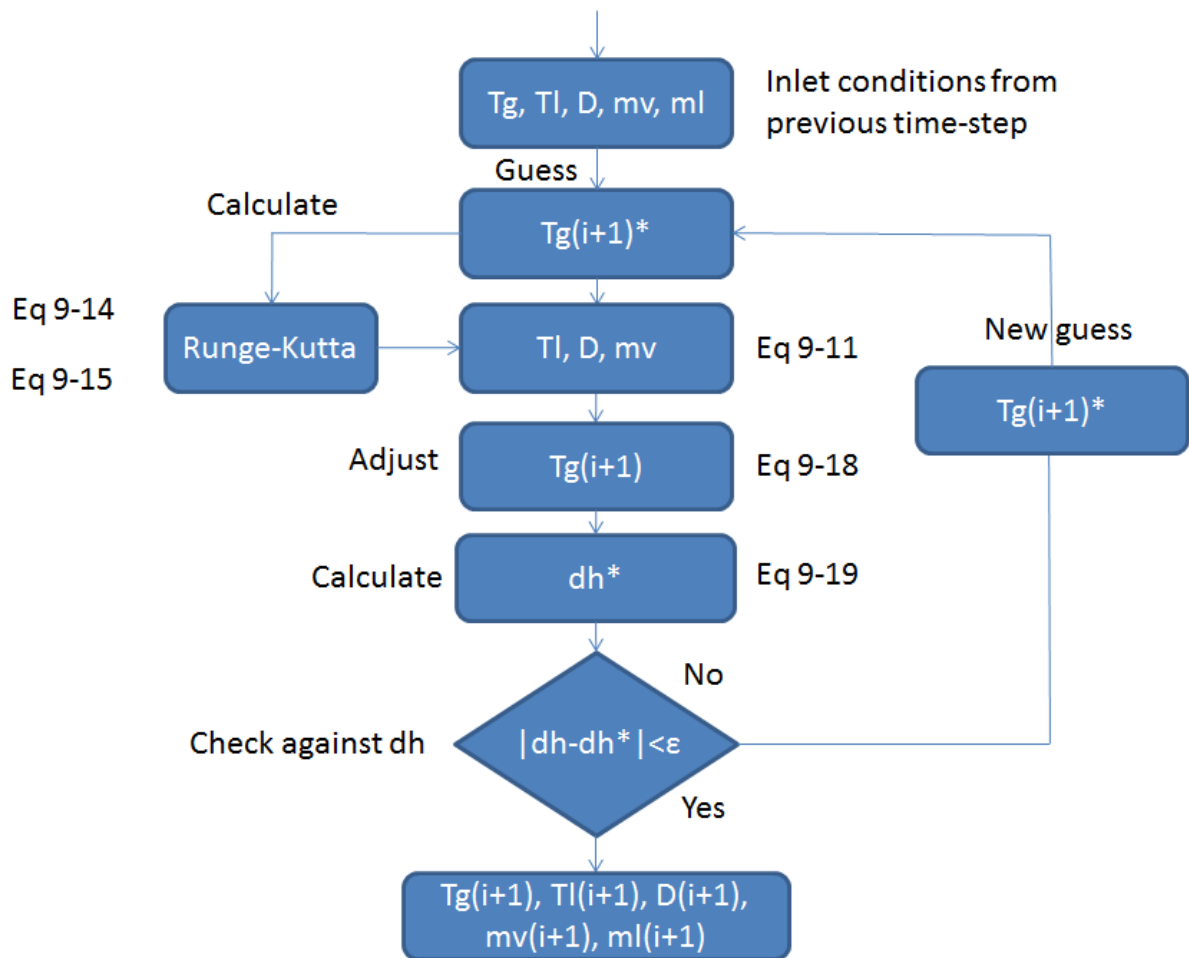 Tg, Tl, D, mv, ml
Inlet conditions from
previous time-step
Guess
Calculate
Tg(i+1)*
Eq 9-14
Eq 9-15
Runge-Kutta
Tl, D, mv
Eq 9-11
New guess
Tg(i+1)*
Adjust
Tg(i+1)
Eq 9-18
Calculate
dh*
Eq 9-19
No
Check against dh
|dh-dh*|<ε
Yes
Tg(i+1), Tl(i+1), D(i+1),
mv(i+1), ml(i+1)